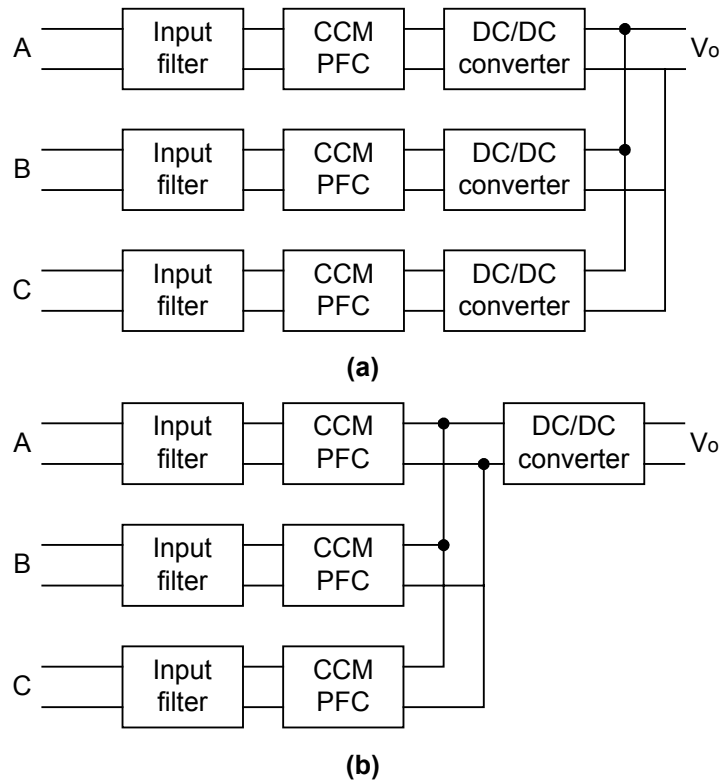 A
Input
filter
CCM
PFC
DC/DC
converter
Vo
B
Input
filter
CCM
PFC
DC/DC
converter
C
Input
filter
CCM
PFC
DC/DC
converter
(a)
A
Input
filter
CCM
PFC
DC/DC
converter
Vo
B
Input
filter
CCM
PFC
C
Input
filter
CCM
PFC
(b)